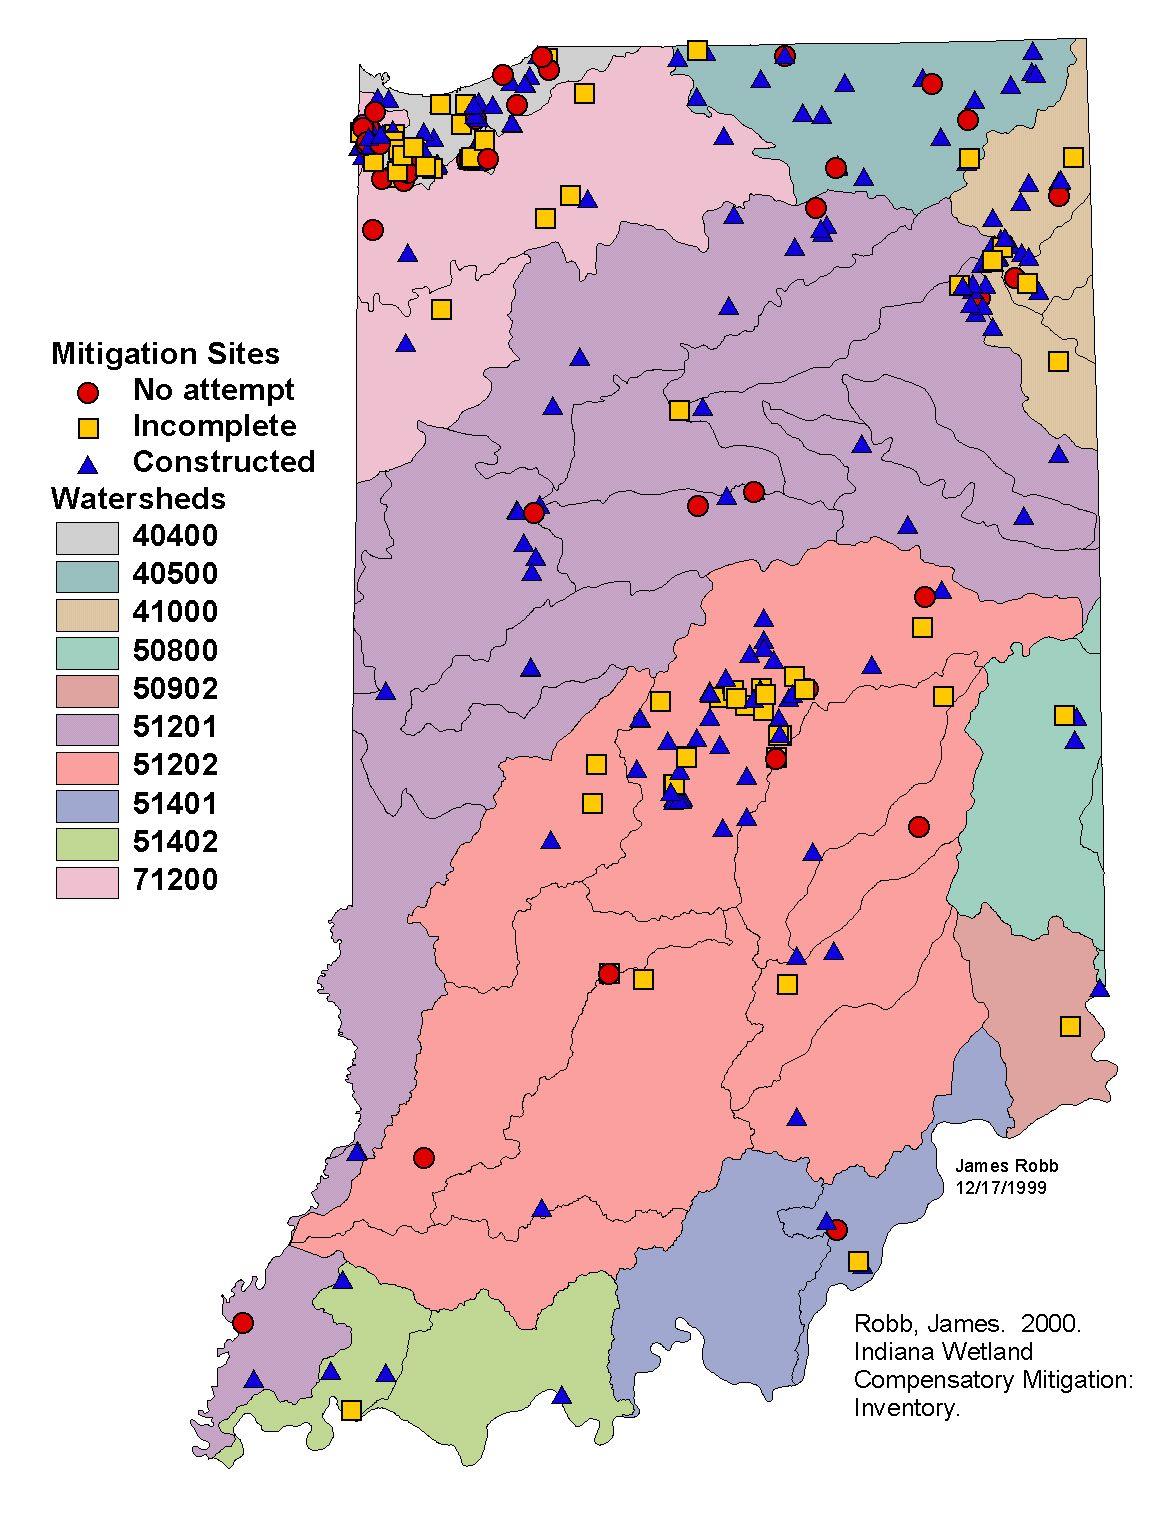 Mitigation Sites
No attempt
Incomplete
Constructed
Watersheds
40400
40500
41000
50800
50902
51201
51202
51401
51402
71200
James Robb
12/17/1999
Robb, James.  2000.
Indiana Wetland
Compensatory Mitigation:
Inventory.